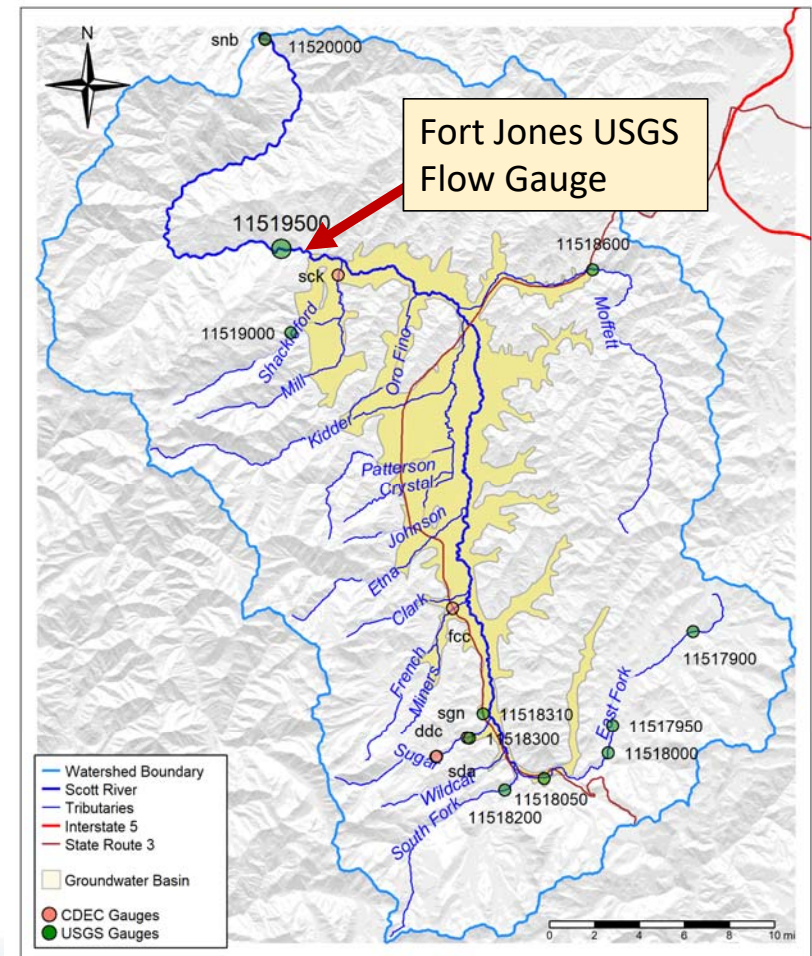 N
snb
11520000
Fort Jones USGS
Flow Gauge
11519500
11518600
sck
Moffett
11519000
Shackleford
Oro Fino
Mill
Kidder
Patterson
Crystal
Johnson
Etna
Clark
fcc
11517900
French
Miners
East Fork
sgn
11518310
11517950
ddc
11518300
11518000
Sugar
sda
Wildcat
11518050
11518200
South Fork
Watershed Boundary
Scott River
Tributaries
Interstate 5
State Route 3
Groundwater Basin
CDEC Gauges
USGS Gauges
0 2 4 6 8 10 mi